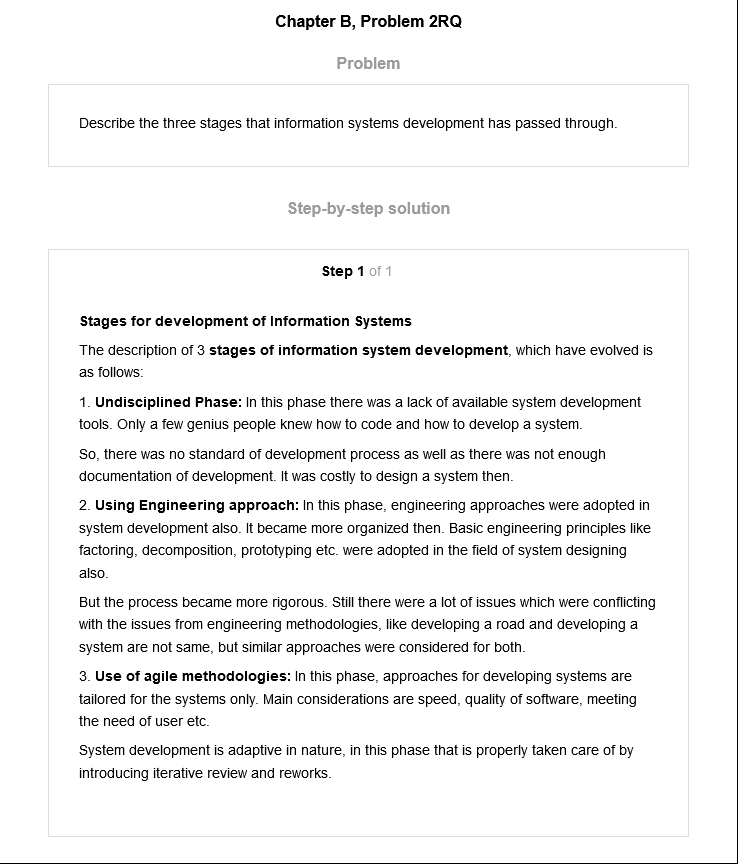 Chapter B, Problem 2RQ
Problem
Describe the three stages that information systems development has passed through.
Step-by-step solution
Step 1 of 1
Stages for development of Information Systems
The description of 3 stages of information system development, which have evolved is
as follows:
1. Undisciplined Phase: In this phase there was a lack of available system development
tools. Only a few genius people knew how to code and how to develop a system.
So, there was no standard of development process as well as there was not enough
documentation of development. It was costly to design a system then.
2. Using Engineering approach: In this phase, engineering approaches were adopted in
system development also. It became more organized then. Basic engineering principles like
factoring, decomposition, prototyping etc. were adopted in the field of system designing
also.
But the process became more rigorous. Still there were a lot of issues which were conflicting
with the issues from engineering methodologies, like developing a road and developing a
system are not same, but similar approaches were considered for both.
3. Use of agile methodologies: In this phase, approaches for developing systems are
tailored for the systems only. Main considerations are speed, quality of software, meeting
the need of user etc.
System development is adaptive in nature, in this phase that is properly taken care of by
introducing iterative review and reworks.